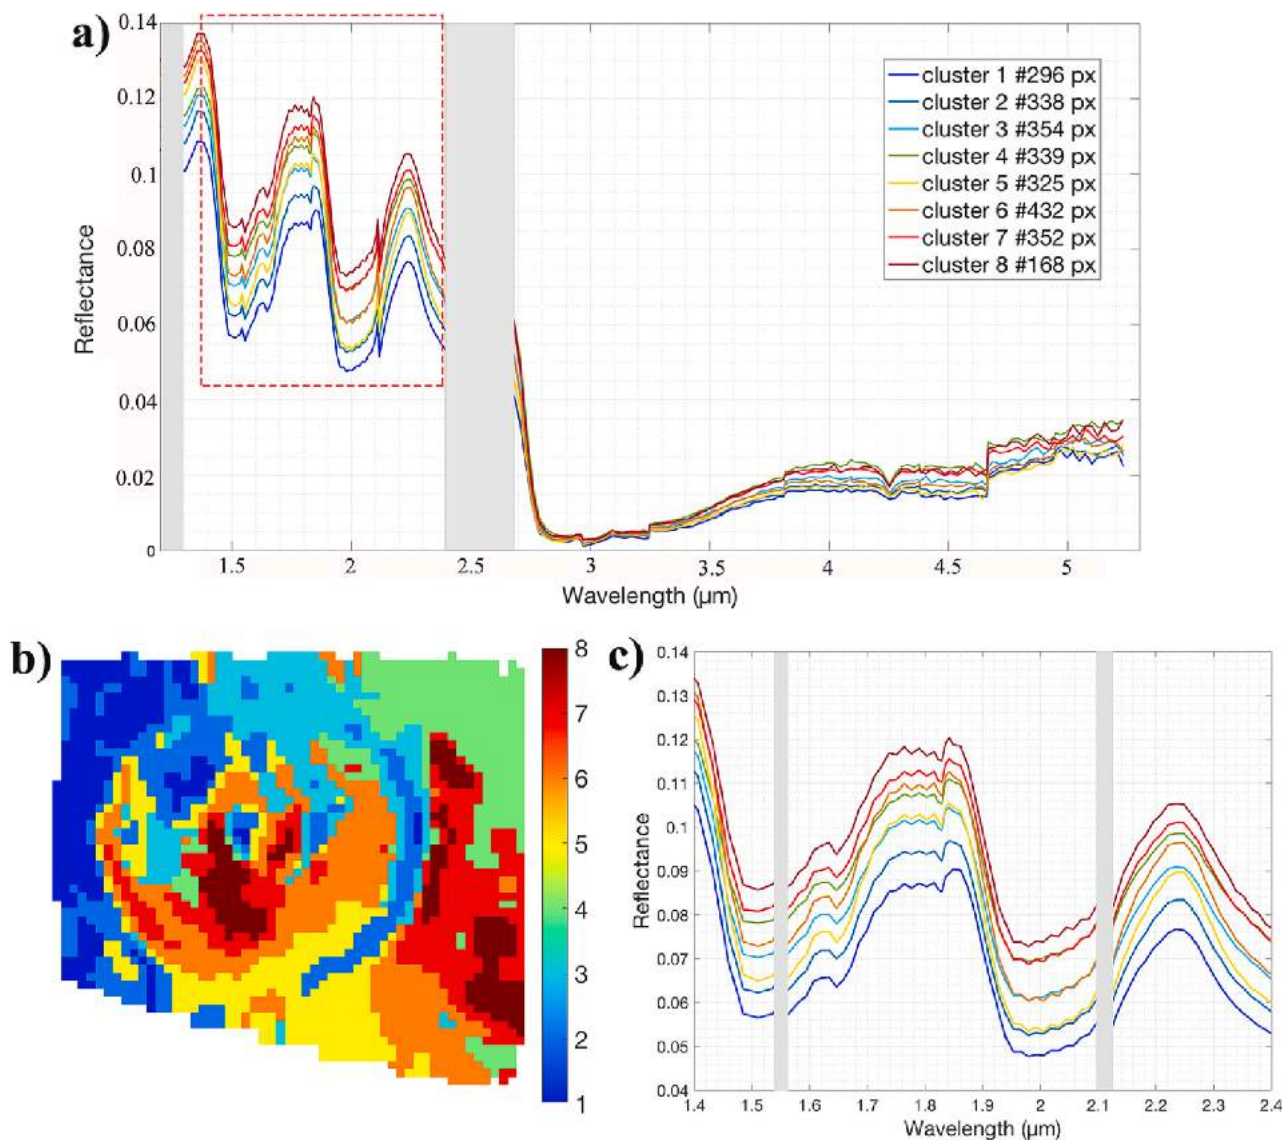 a)
0.14
0.12
0.1
0.08
0.06
0.04
0.02
0
Reflectance
cluster 1 #296 px
cluster 2 #338 px
cluster 3 #354 px
cluster 4 #339 px
cluster 5 #325 px
cluster 6 #432 px
cluster 7 #352 px
cluster 8 #168 px
1.5 2 2.5 3 3.5 4 4.5 5
Wavelength (µm)
b)
8
7
6
5
4
3
2
1
c)
0.14
0.13
0.12
0.11
0.1
0.09
0.08
0.07
0.06
0.05
0.04
Reflectance
1.4 1.5 1.6 1.7 1.8 1.9 2 2.1 2.2 2.3 2.4
Wavelength (µm)